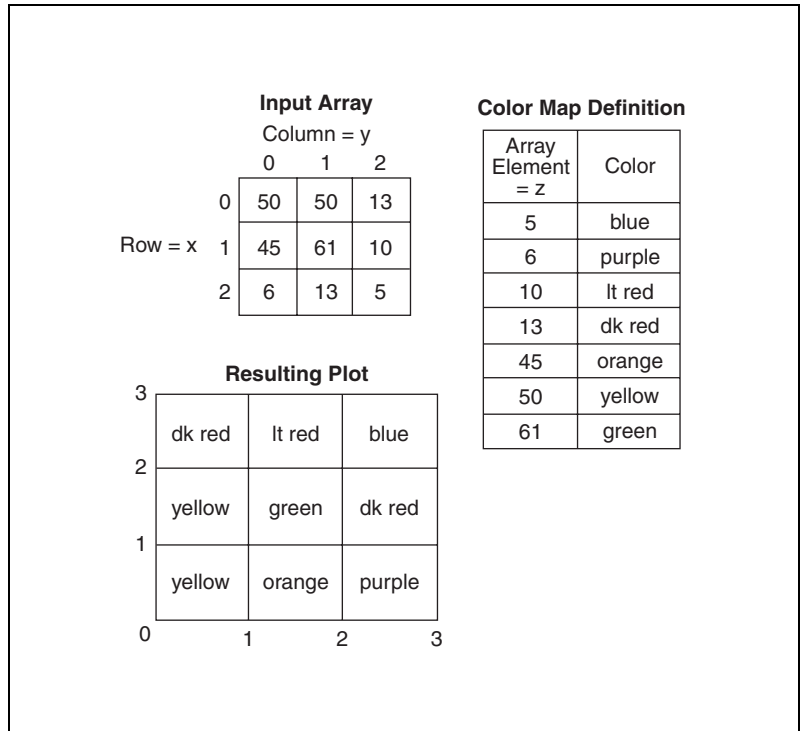 Input Array
Column = y
0 1 2
0 50 50 13
Row = x 1 45 61 10
2 6 13 5
Color Map Definition
Array
Element
= z
Color
5 blue
6 purple
10 lt red
13 dk red
45 orange
50 yellow
61 green
Resulting Plot
3
dk red lt red blue
2
yellow green dk red
1
yellow orange purple
0 1 2 3